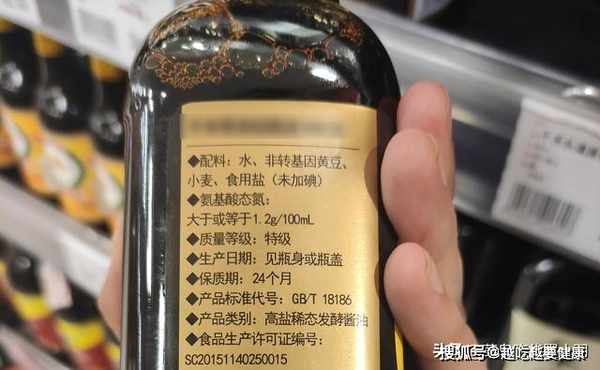 ◆配料：水、非转基因黄豆、
小麦、食用盐（未加碘）
◆氨基酸态氮：
大于或等于1.2g/100mL
◆质量等级：特级
◆生产日期：见瓶身或瓶盖
◆保质期：24个月
◆产品标准代号：GB/T 18186
◆产品类别：高盐稀态发酵酱油
◆食品生产许可证编号：
SC20151140250015
搜狐号@越吃越要健康